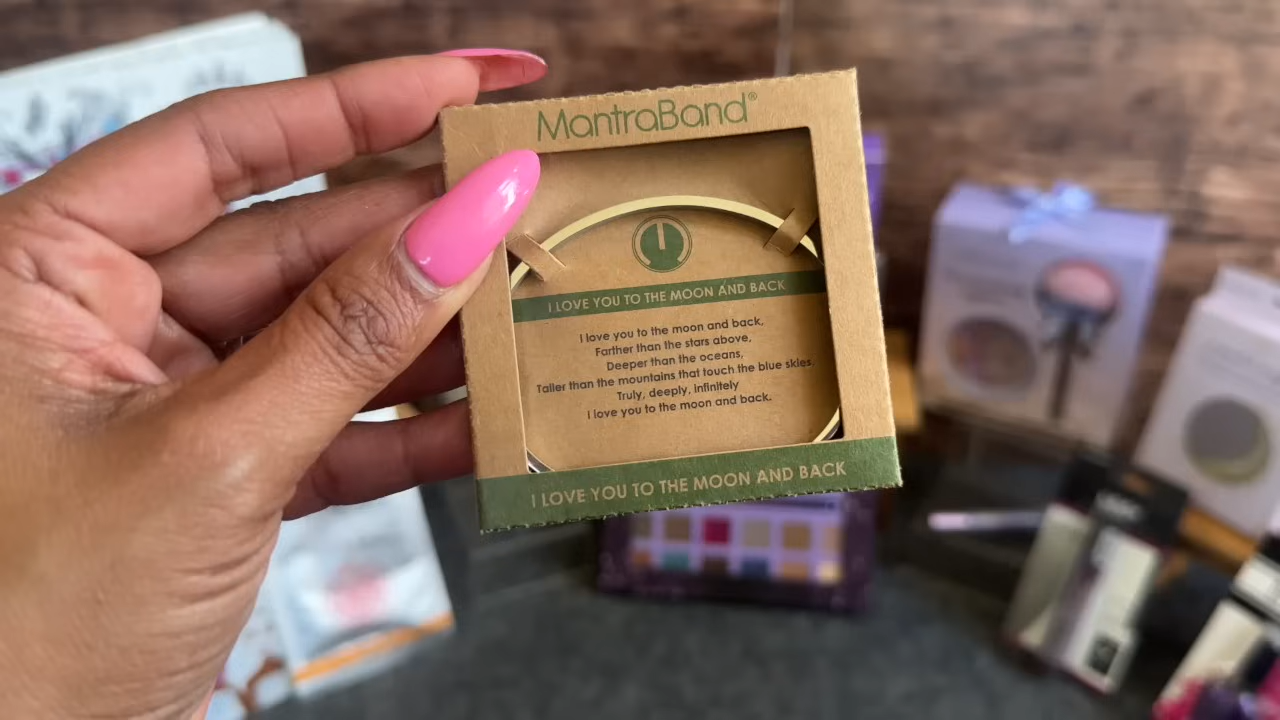 MantraBand®
I LOVE YOU TO THE MOON AND BACK
I love you to the moon and back,
Farther than the stars above,
Deeper than the oceans,
Taller than the mountains that touch the blue skies
Truly, deeply, infinitely
I love you to the moon and back.
I LOVE YOU TO THE MOON AND BACK